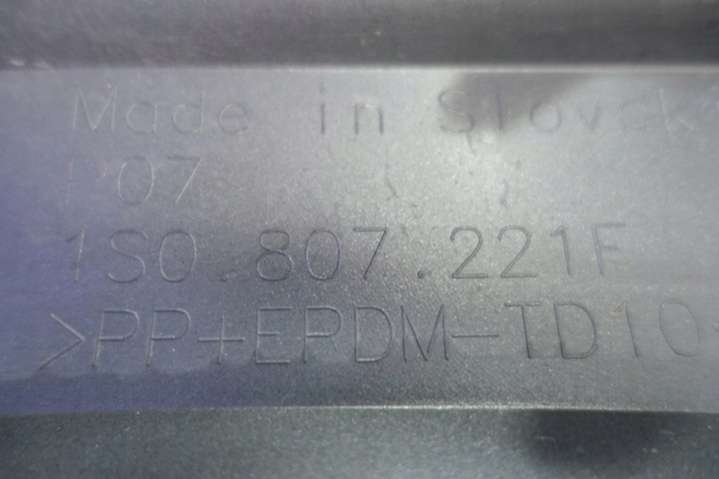 Made in Slovak
P07
1S0.807.221F
>PP+EPDM-TD10